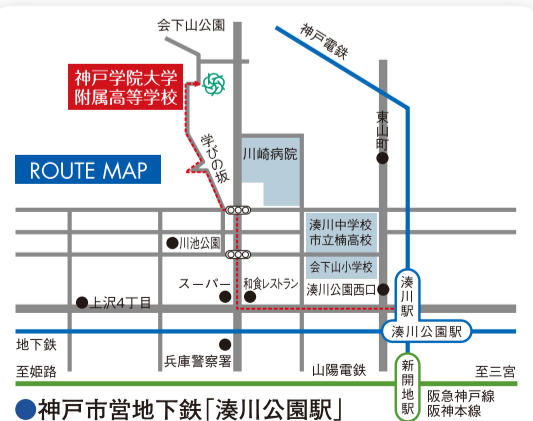 会下山公園
神戸電鉄
神戸学院大学
附属高等学校
東山町
学びの坂
川崎病院
ROUTE MAP
湊川中学校
市立楠高校
川池公園
会下山小学校
スーパー
和食レストラン
湊川公園西口
湊川駅
上沢4丁目
湊川公園駅
地下鉄
兵庫警察署
山陽電鉄
新開地駅
至姫路
至三宮
阪急神戸線
阪神本線
●神戸市営地下鉄「湊川公園駅」